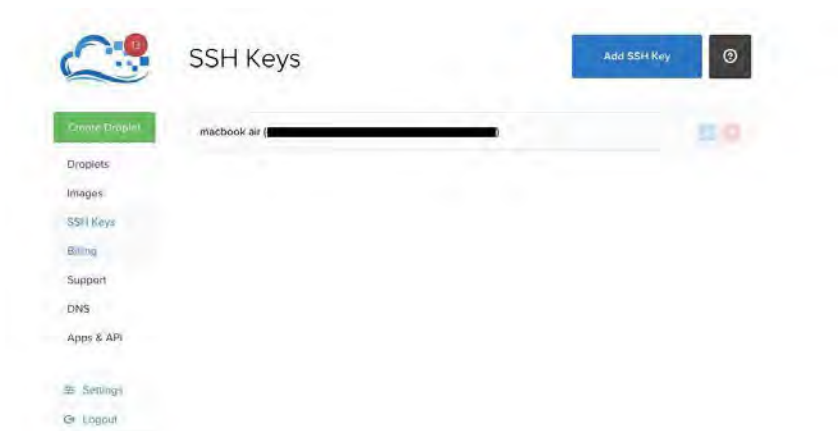 13
SSH Keys
Add SSH Key
Create Droplet
macbook air ( )
Droplets
Images
SSH Keys
Billing
Support
DNS
Apps & API
Settings
Logout